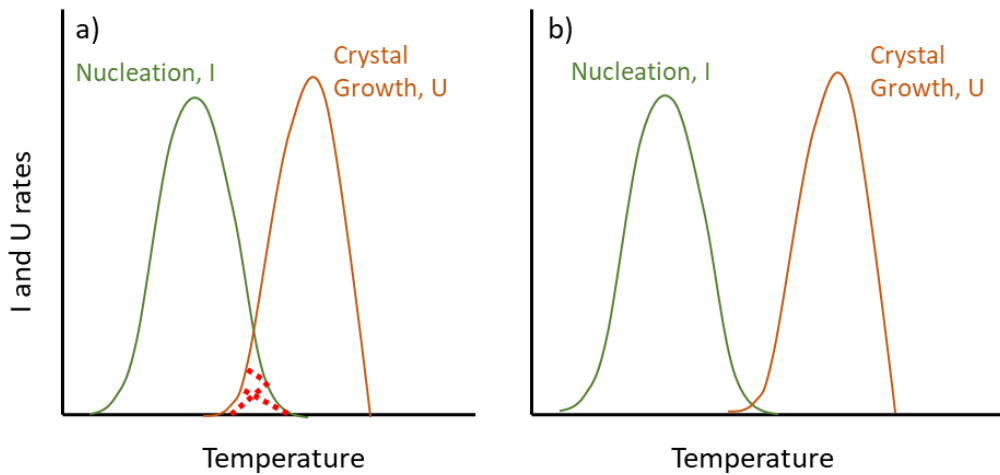 a)
Nucleation, I
Crystal
Growth, U
I and U rates
Temperature
b)
Nucleation, I
Crystal
Growth, U
Temperature